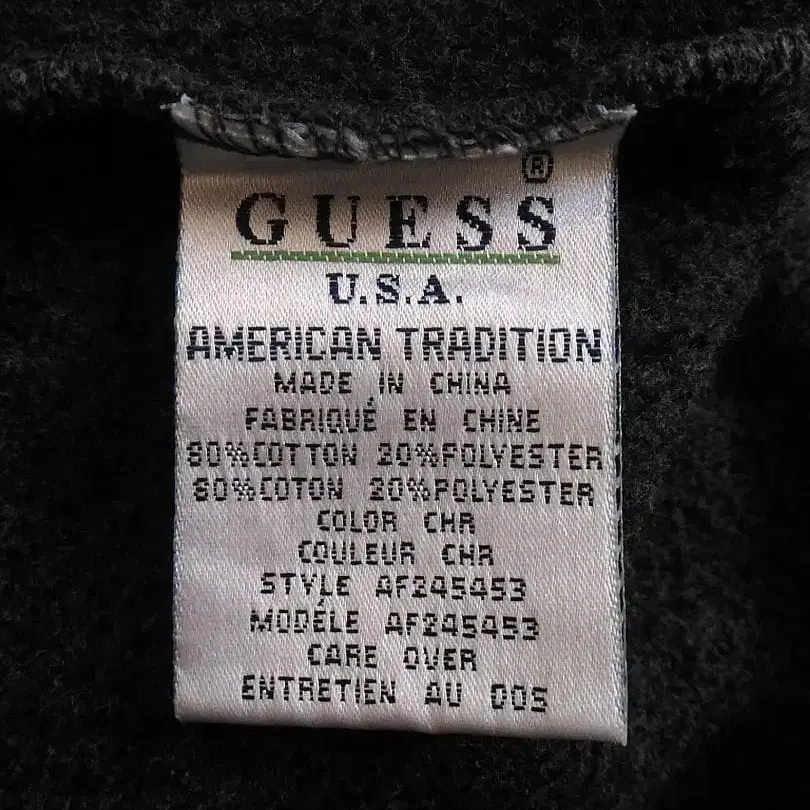 GUESS®
U.S.A.
AMERICAN TRADITION
MADE IN CHINA
FABRIQUÉ EN CHINE
80%COTTON 20%POLYESTER
80%COTON 20%POLYESTER
COLOR CHR
COULEUR CHR
STYLE AF245453
MODÉLE AF245453
CARE OVER
ENTRETIEN AU DOS